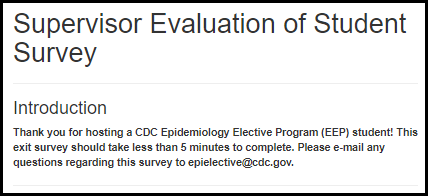 Supervisor Evaluation of Student
Survey
Introduction
Thank you for hosting a CDC Epidemiology Elective Program (EEP) student! This
exit survey should take less than 5 minutes to complete. Please e-mail any
questions regarding this survey to epielective@cdc.gov.